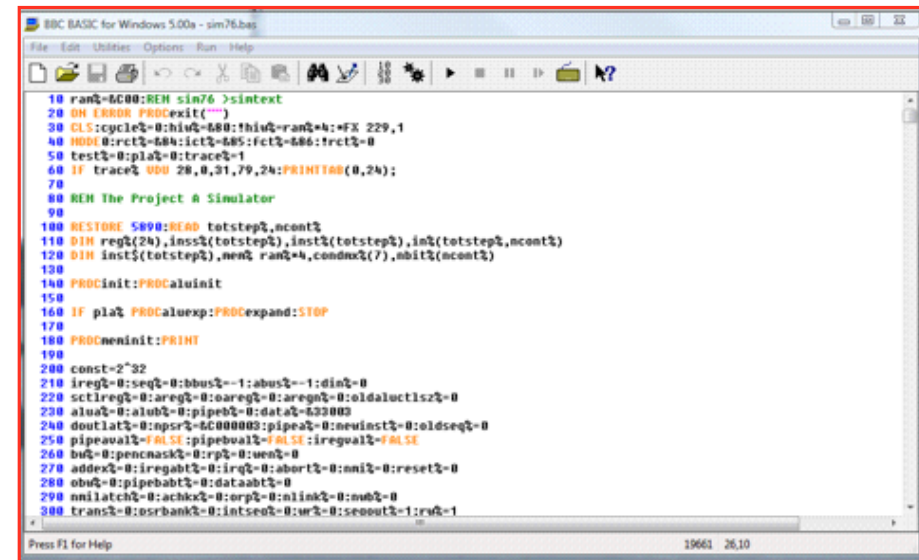 BBC BASIC for Windows 5.00a - sim76.bas
File Edit Utilities Options Run Help
10 ram%=&C00:REM sim76 >simtext
20 ON ERROR PROCexit("")
30 CLS:cycle%=0:hiw%=&80:!hiw%=ram%*4:*FX 229,1
40 MODE0:rct%=&84:ict%=&85:fct%=&86:!rct%=0
50 test%=0:pla%=0:trace%=1
60 IF trace% VDU 28,0,31,79,24:PRINTTAB(0,24);
70
80 REM The Project A Simulator
90
100 RESTORE 5890:READ totstep%,ncont%
110 DIM reg%(24),inss%(totstep%),inst%(totstep%),in%(totstep%,ncont%)
120 DIM inst$(totstep%),mem% ram%*4,condmx%(7),nbit%(ncont%)
130
140 PROCinit:PROCaluinit
150
160 IF pla% PROCaluexp:PROCexpand:STOP
170
180 PROCmeminit:PRINT
190
200 const=2^32
210 ireg%=0:seq%=0:bbus%=-1:abus%=-1:din%=0
220 sctlreg%=0:areg%=0:oareg%=0:aregn%=0:oldaluctlsz%=0
230 alua%=0:alub%=0:pipeb%=0:data%=&33003
240 doutlat%=0:npsr%=&C000003:pipea%=0:newinst%=0:oldseq%=0
250 pipeaval%=FALSE:pipebval%=FALSE:iregval%=FALSE
260 bw%=0:pencmask%=0:rp%=0:wen%=0
270 addex%=0:iregabt%=0:irq%=0:abort%=0:nmi%=0:reset%=0
280 obw%=0:pipebabt%=0:dataabt%=0
290 nmilatch%=0:achkx%=0:orp%=0:nlink%=0:nwb%=0
300 trans%=0:psrbank%=0:intseq%=0:wr%=0:seqout%=1:rw%=1
Press F1 for Help 19661 26,10